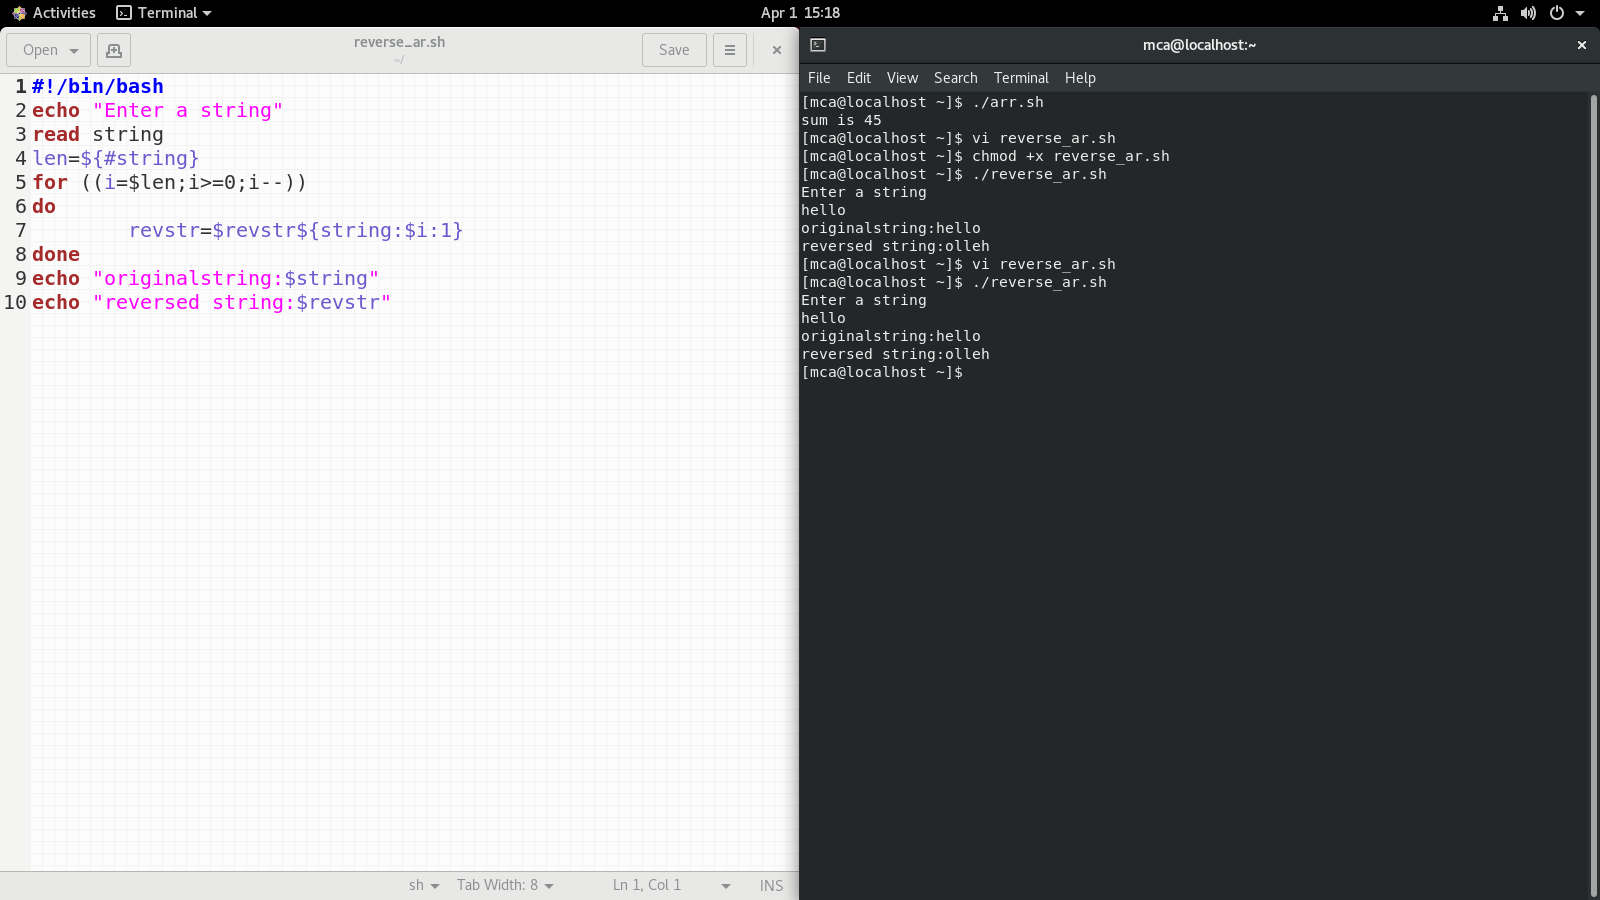 Activities Terminal Apr 1 15:18
Open reverse_ar.sh Save
~/
1 #!/bin/bash
2 echo "Enter a string"
3 read string
4 len=${#string}
5 for ((i=$len;i>=0;i--))
6 do
7         revstr=$revstr${string:$i:1}
8 done
9 echo "originalstring:$string"
10 echo "reversed string:$revstr"
sh Tab Width: 8 Ln 1, Col 1 INS
mca@localhost:~
File Edit View Search Terminal Help
[mca@localhost ~]$ ./arr.sh
sum is 45
[mca@localhost ~]$ vi reverse_ar.sh
[mca@localhost ~]$ chmod +x reverse_ar.sh
[mca@localhost ~]$ ./reverse_ar.sh
Enter a string
hello
originalstring:hello
reversed string:olleh
[mca@localhost ~]$ vi reverse_ar.sh
[mca@localhost ~]$ ./reverse_ar.sh
Enter a string
hello
originalstring:hello
reversed string:olleh
[mca@localhost ~]$